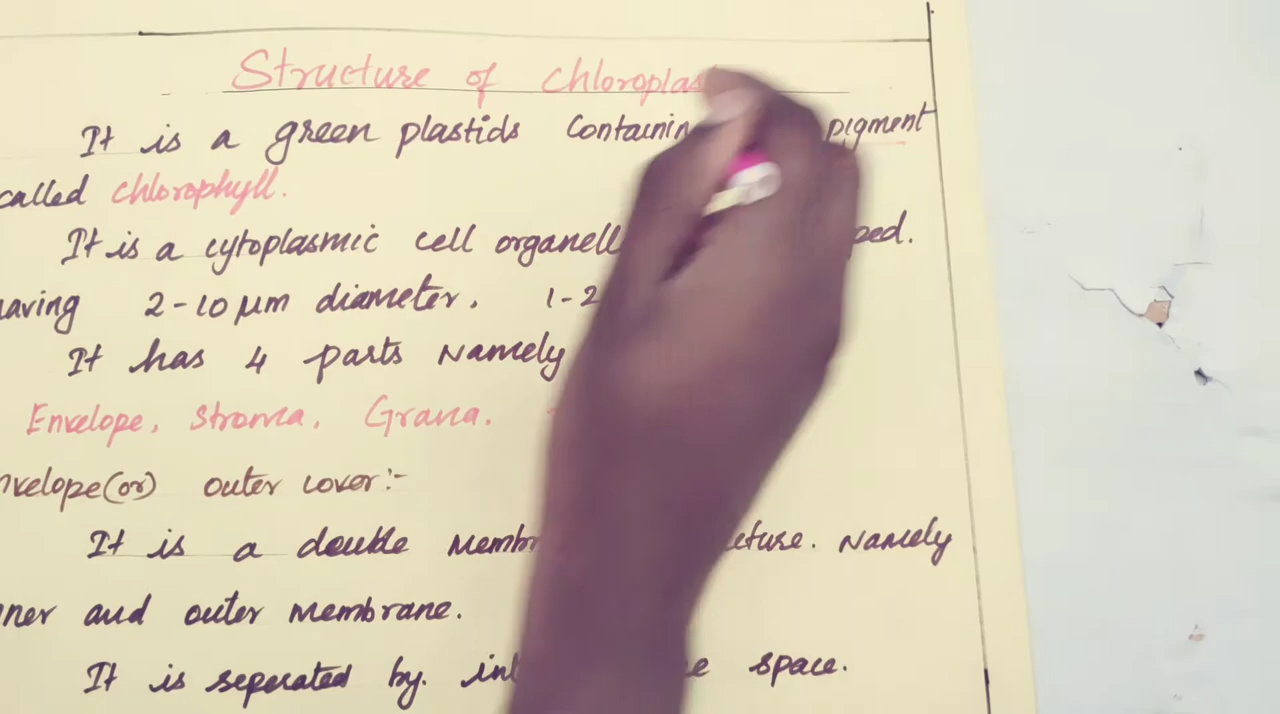 Structure of Chloroplas
It is a green plastids Containin pigment
called Chlorophyll.
It is a cytoplasmic cell organell ped.
aving 2-10 μm diameter. 1-2
It has 4 parts Namely
Envelope, Stroma, Grana.
nvelope (or) outer cover:-
It is a double Membr cture. Namely
nner and outer Membrane.
It is seperated by. int e space.